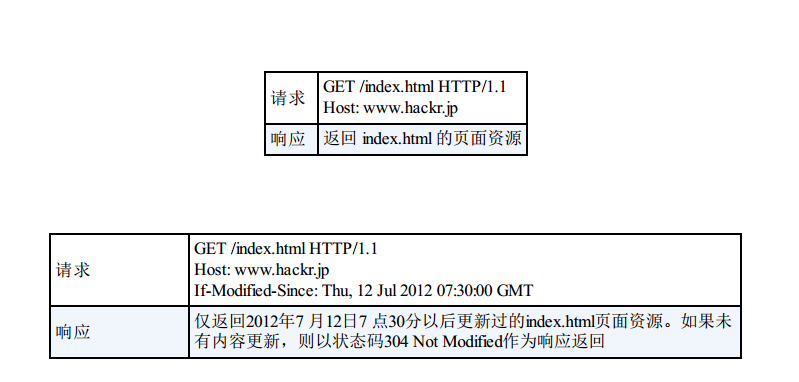 请求
GET /index.html HTTP/1.1
Host: www.hackr.jp
响应
返回 index.html 的页面资源
请求
GET /index.html HTTP/1.1
Host: www.hackr.jp
If-Modified-Since: Thu, 12 Jul 2012 07:30:00 GMT
响应
仅返回2012年7 月12日7 点30分以后更新过的index.html页面资源。如果未
有内容更新，则以状态码304 Not Modified作为响应返回